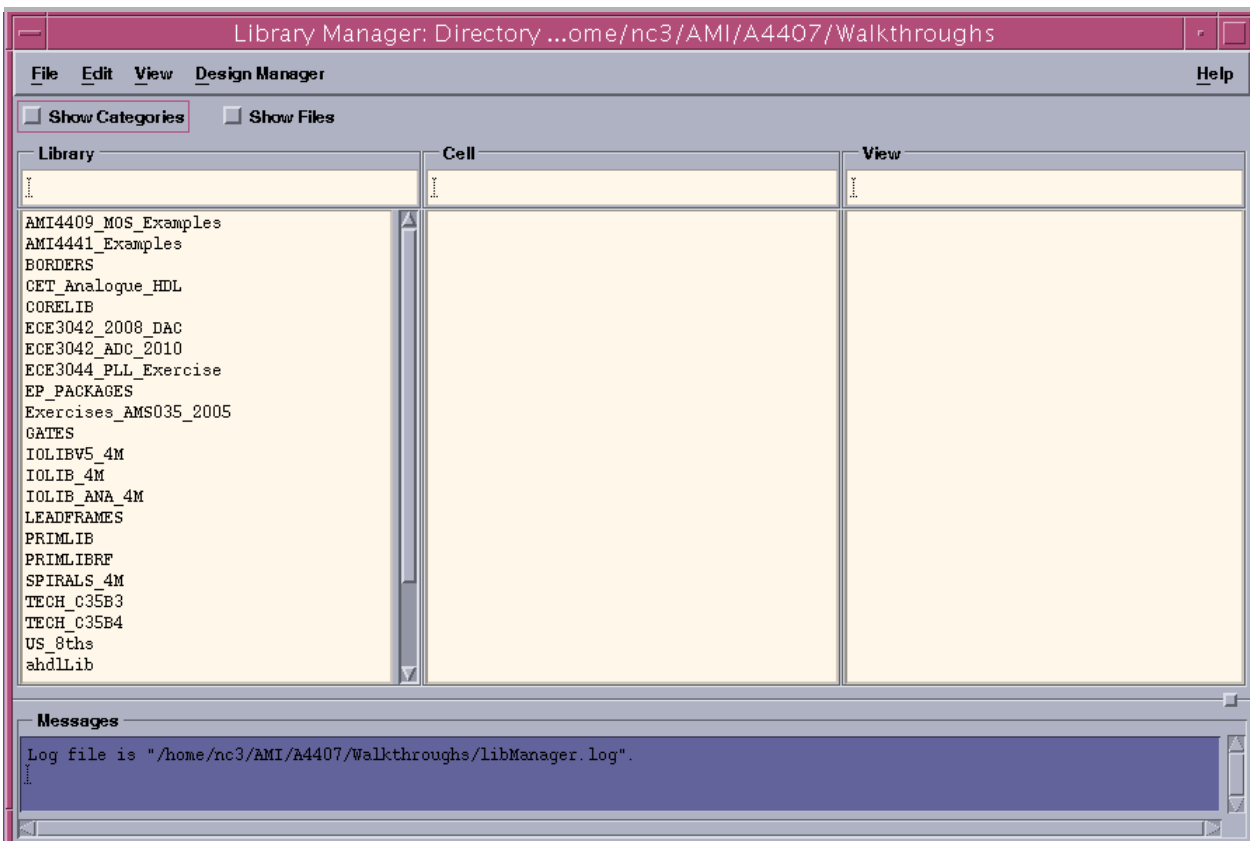 Library Manager: Directory ...ome/nc3/AMI/A4407/Walkthroughs
File Edit View Design Manager Help
Show Categories Show Files
Library Cell View
AMI4409_MOS_Examples
AMI4441_Examples
BORDERS
CET_Analogue_HDL
CORELIB
ECE3042_2008_DAC
ECE3042_ADC_2010
ECE3044_PLL_Exercise
EP_PACKAGES
Exercises_AMS035_2005
GATES
IOLIBV5_4M
IOLIB_4M
IOLIB_ANA_4M
LEADFRAMES
PRIMLIB
PRIMLIBRF
SPIRALS_4M
TECH_C35B3
TECH_C35B4
US_8ths
ahdlLib
Messages
Log file is "/home/nc3/AMI/A4407/Walkthroughs/libManager.log".